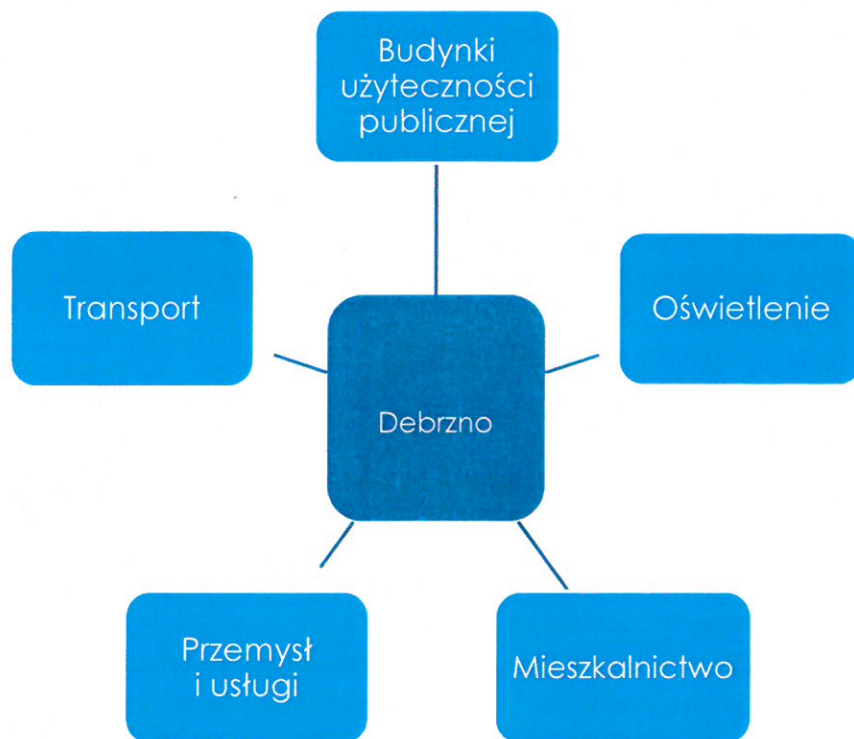 Budynki
użyteczności
publicznej
Transport
Oświetlenie
Debrzno
Przemysł
i usługi
Mieszkalnictwo